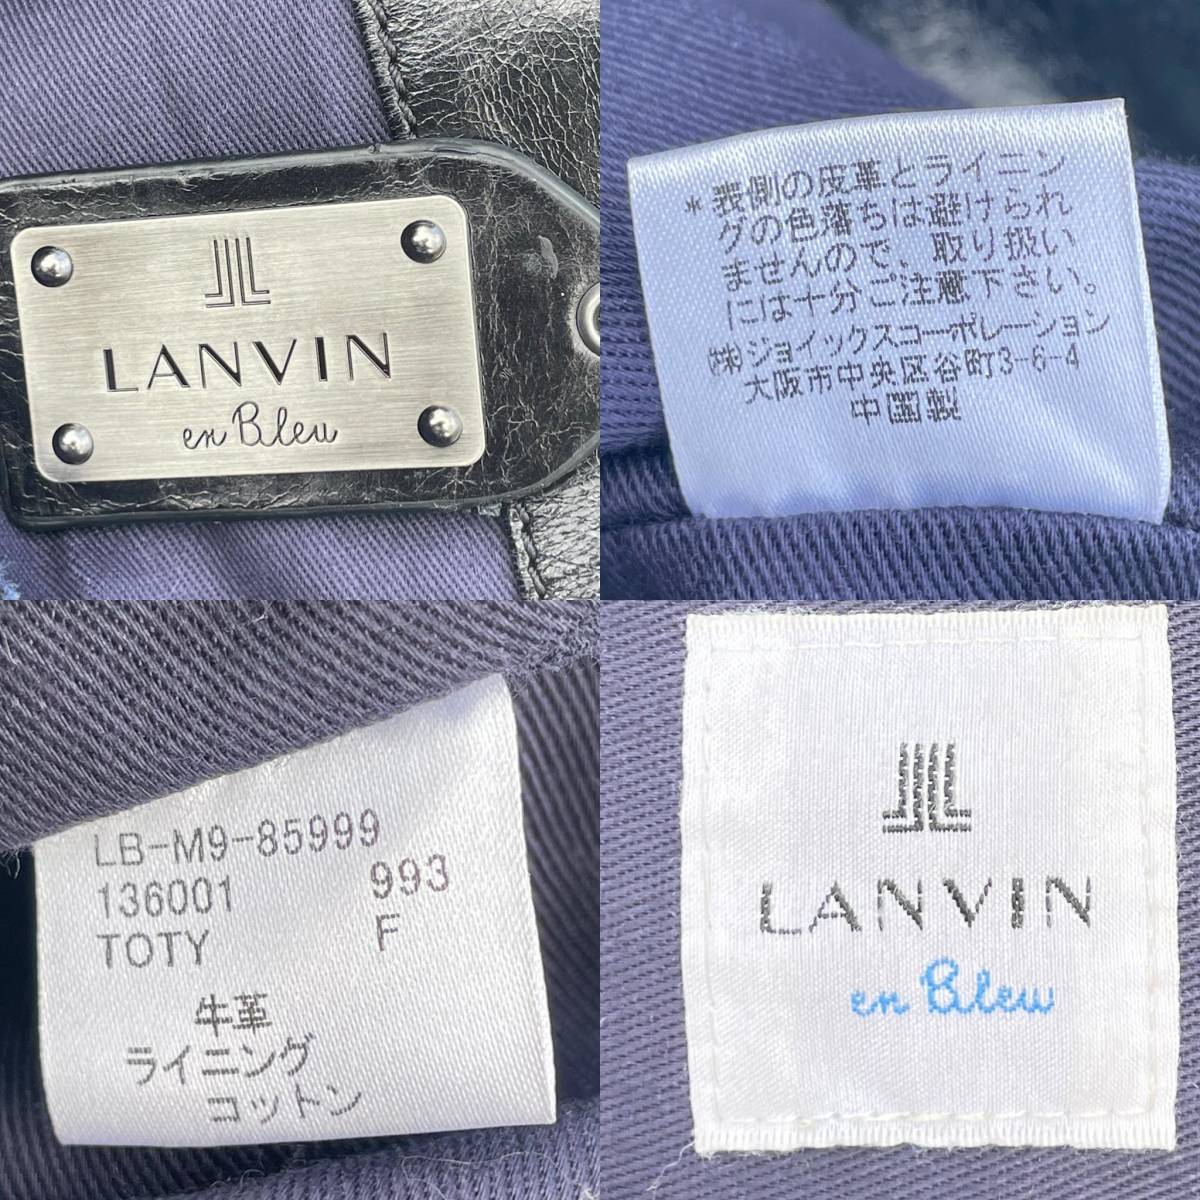 LANVIN
en Bleu
*表側の皮革とライニン
グの色落ちは避けられ
ませんので、取り扱い
には十分ご注意下さい。
㈱ジョイックスコーポレーション
大阪市中央区谷町3-6-4
中国製
LB-M9-85999
136001 993
TOTY F
牛革
ライニング
コットン
LANVIN
en Bleu